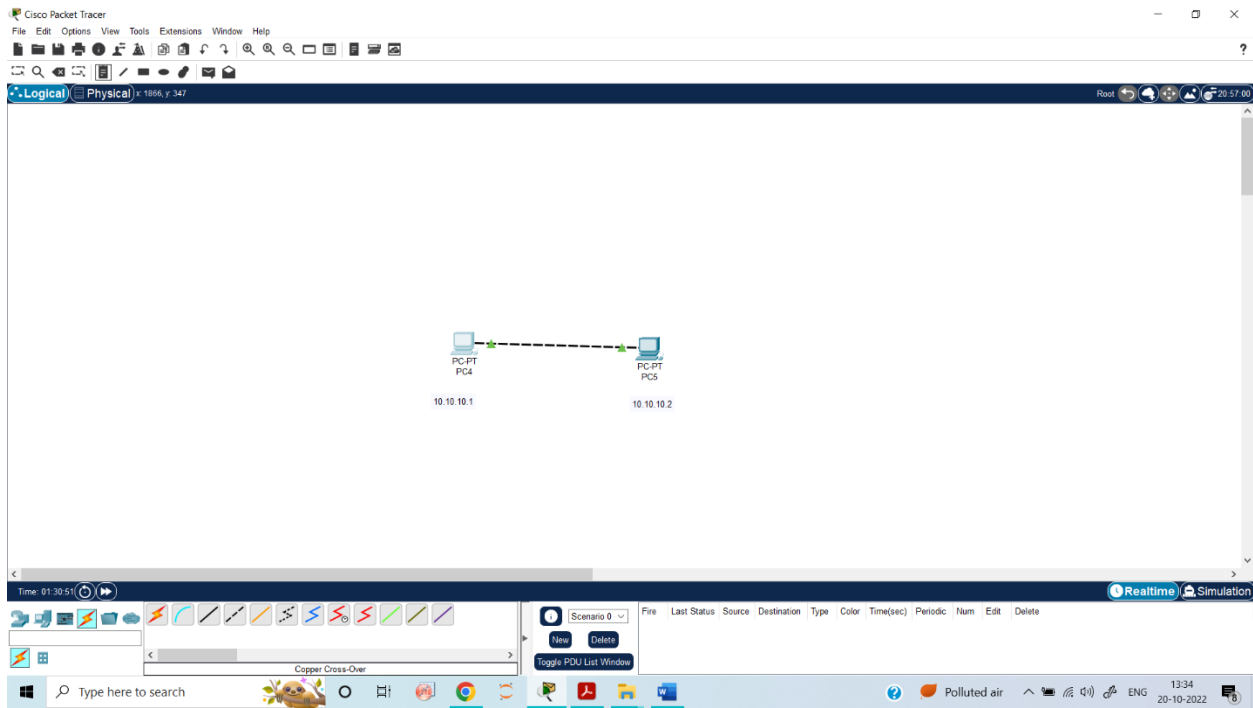 Cisco Packet Tracer
File Edit Options View Tools Extensions Window Help
?
Logical Physical x: 1866, y: 347 Root 20:57:00
PC-PT
PC4
10.10.10.1
PC-PT
PC5
10.10.10.2
Time: 01:30:51 Realtime Simulation
Scenario 0 Fire Last Status Source Destination Type Color Time(sec) Periodic Num Edit Delete
New Delete
Toggle PDU List Window
Copper Cross-Over
Type here to search Polluted air ENG 13:34
20-10-2022 8